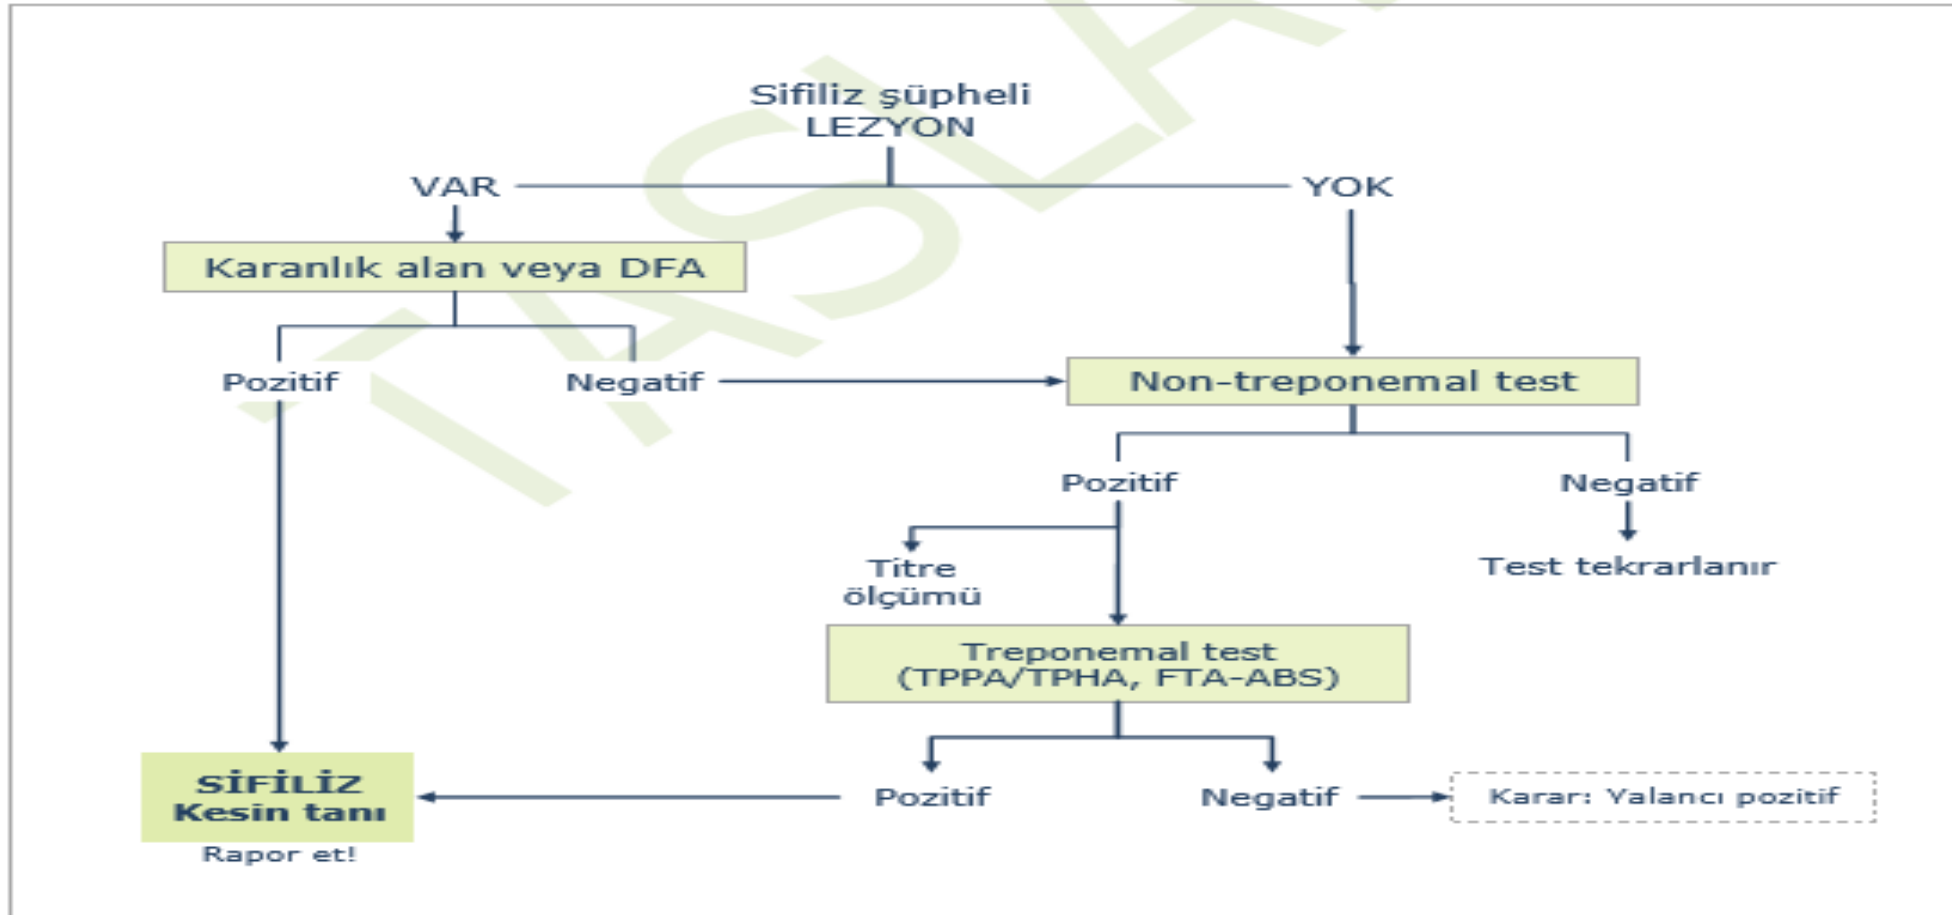 Sifiliz şüpheli
LEZYON
VAR
YOK
Karanlık alan veya DFA
Pozitif
Negatif
Non-treponemal test
Pozitif
Negatif
Titre
ölçümü
Test tekrarlanır
Treponemal test
(TPPA/TPHA, FTA-ABS)
SİFİLİZ
Kesin tanı
Pozitif
Negatif
Karar: Yalancı pozitif
Rapor et!
TASLA